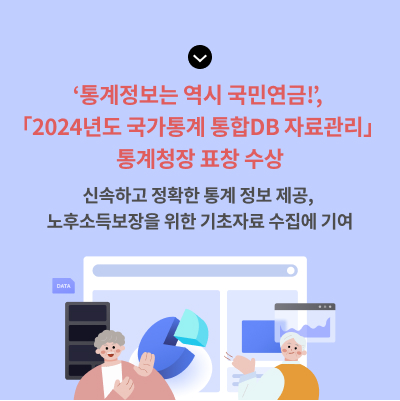 ‘통계정보는 역시 국민연금!’,
「2024년도 국가통계 통합DB 자료관리」
통계청장 표창 수상
신속하고 정확한 통계 정보 제공,
노후소득보장을 위한 기초자료 수집에 기여
DATA